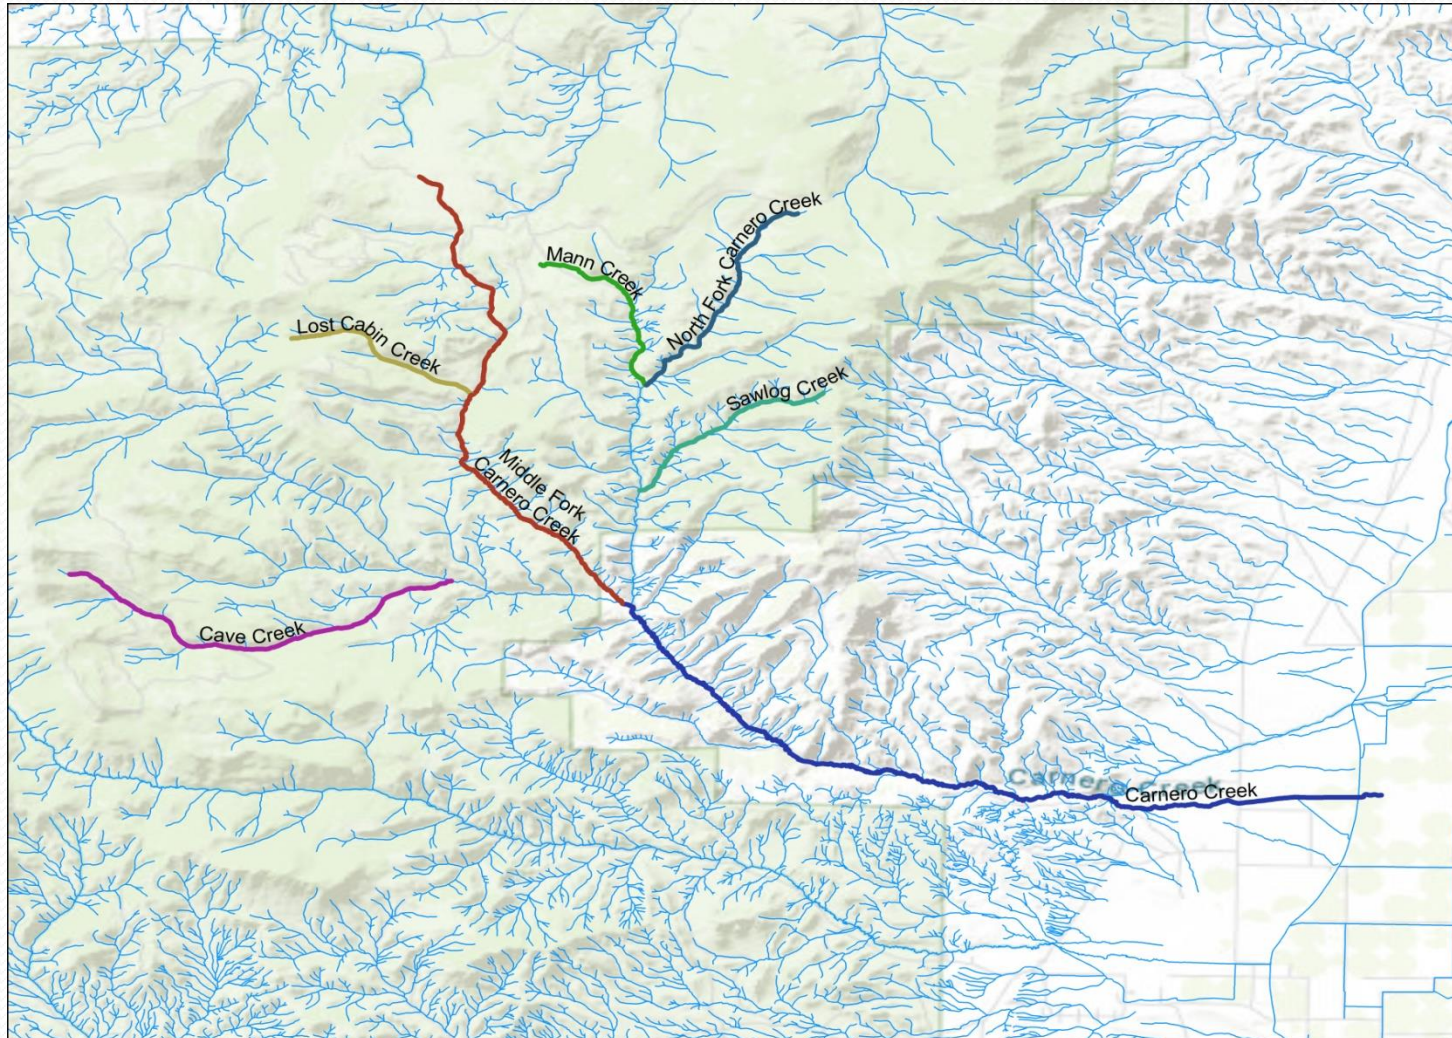 North Fork Carnero Creek
Mann Creek
Lost Cabin Creek
Sawlog Creek
Middle Fork
Carnero Creek
Cave Creek
Carnero Creek
Carnero Creek